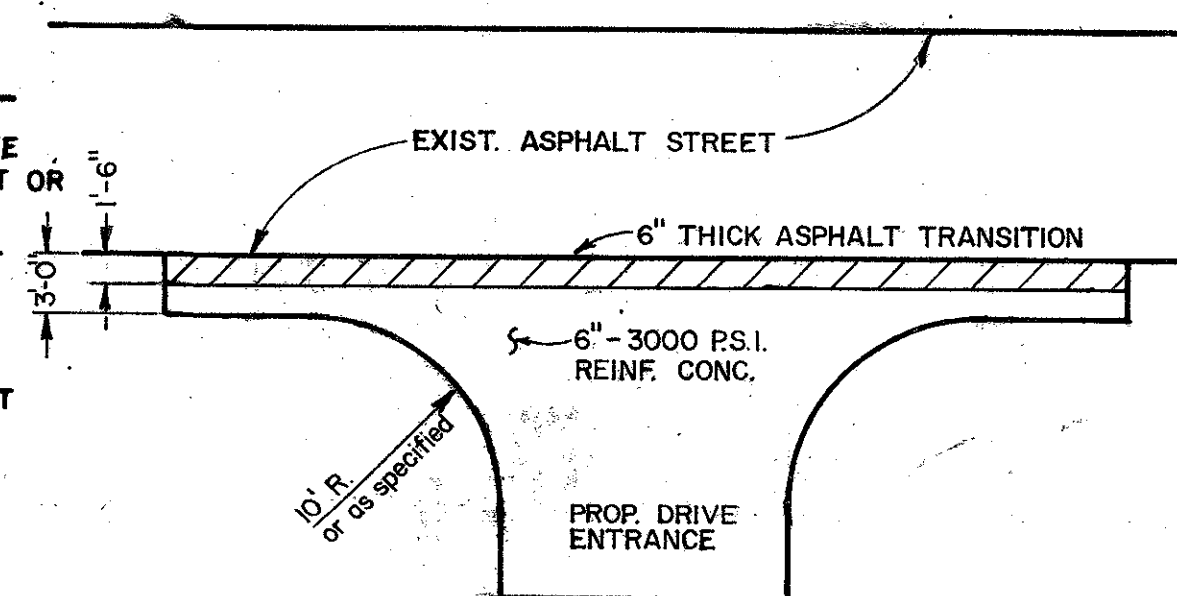 E
T OR
1'-6"
EXIST. ASPHALT STREET
6" THICK ASPHALT TRANSITION
3'-0"
6"-3000 P.S.I.
REINF. CONC.
T
10' R.
or as specified
PROP. DRIVE
ENTRANCE